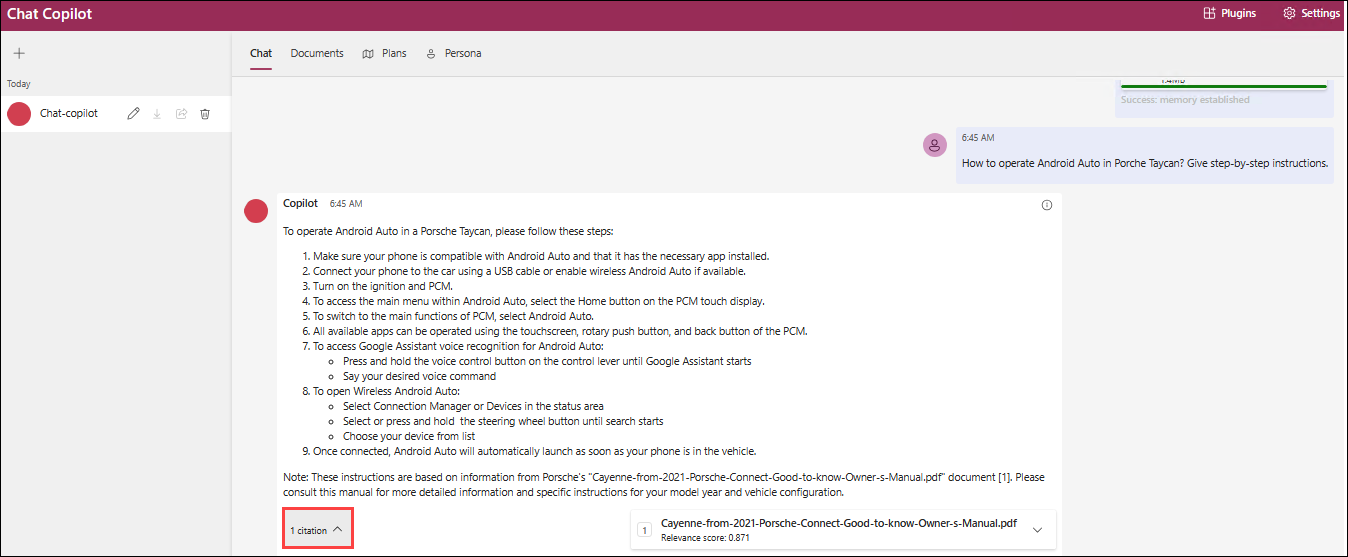 Chat Copilot
Plugins
Settings
Chat
Documents
Plans
Persona
Today
Chat-copilot
1.4MB
Success: memory established
6:45 AM
How to operate Android Auto in Porche Taycan? Give step-by-step instructions.
Copilot 6:45 AM
To operate Android Auto in a Porsche Taycan, please follow these steps:
1. Make sure your phone is compatible with Android Auto and that it has the necessary app installed.
2. Connect your phone to the car using a USB cable or enable wireless Android Auto if available.
3. Turn on the ignition and PCM.
4. To access the main menu within Android Auto, select the Home button on the PCM touch display.
5. To switch to the main functions of PCM, select Android Auto.
6. All available apps can be operated using the touchscreen, rotary push button, and back button of the PCM.
7. To access Google Assistant voice recognition for Android Auto:
Press and hold the voice control button on the control lever until Google Assistant starts
Say your desired voice command
8. To open Wireless Android Auto:
Select Connection Manager or Devices in the status area
Select or press and hold the steering wheel button until search starts
Choose your device from list
9. Once connected, Android Auto will automatically launch as soon as your phone is in the vehicle.
Note: These instructions are based on information from Porsche's "Cayenne-from-2021-Porsche-Connect-Good-to-know-Owner-s-Manual.pdf" document [1]. Please
consult this manual for more detailed information and specific instructions for your model year and vehicle configuration.
1 citation
1
Cayenne-from-2021-Porsche-Connect-Good-to-know-Owner-s-Manual.pdf
Relevance score: 0.871